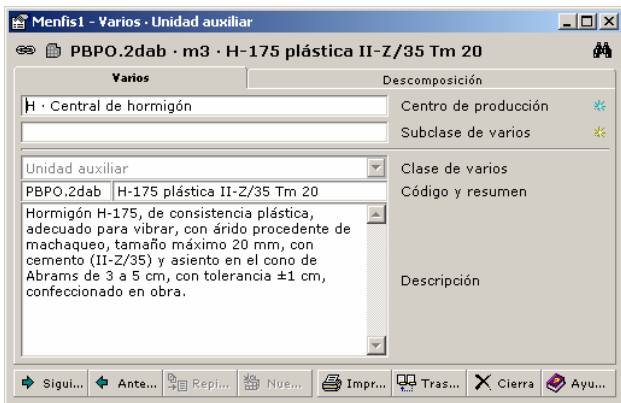 Menfis1 - Varios · Unidad auxiliar
PBPO.2dab · m3 · H-175 plástica II-Z/35 Tm 20
Varios
Descomposición
H · Central de hormigón
Centro de producción
Subclase de varios
Unidad auxiliar
Clase de varios
PBPO.2dab
H-175 plástica II-Z/35 Tm 20
Código y resumen
Hormigón H-175, de consistencia plástica,
adecuado para vibrar, con árido procedente de
machaqueo, tamaño máximo 20 mm, con
cemento (II-Z/35) y asiento en el cono de
Abrams de 3 a 5 cm, con tolerancia ±1 cm,
confeccionado en obra.
Descripción
Sigui... Ante... Repi... Nue... Impr... Tras... Cierra Ayu...